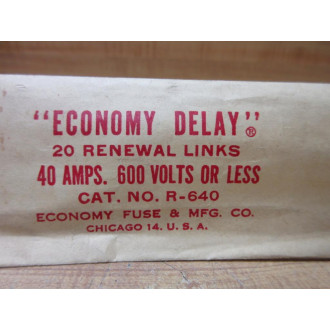 "ECONOMY DELAY"®
20 RENEWAL LINKS
40 AMPS. 600 VOLTS OR LESS
CAT. NO. R-640
ECONOMY FUSE & MFG. CO.
CHICAGO 14, U. S. A.